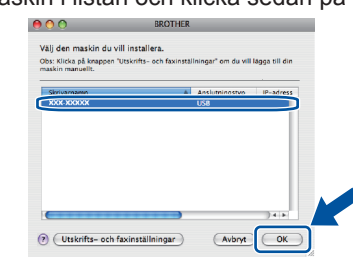 maskin i listan och klicka sedan på
BROTHER
Välj den maskin du vill installera.
Obs: Klicka på knappen "Utskrifts- och faxinställningar" om du vill lägga till din
maskin manuellt.
Skrivarnamn Anslutningstyp IP-adress
XXX-XXXXX USB
? Utskrifts- och faxinställningar Avbryt OK